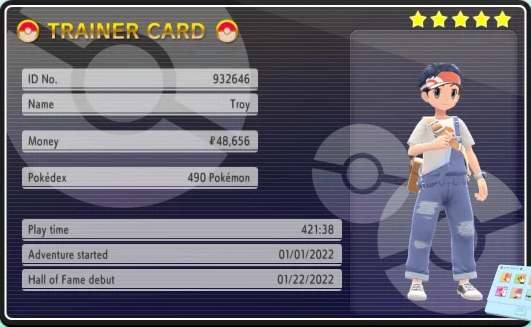 TRAINER CARD
ID No. 932646
Name Troy
Money ₽48,656
Pokédex 490 Pokémon
Play time 421:38
Adventure started 01/01/2022
Hall of Fame debut 01/22/2022